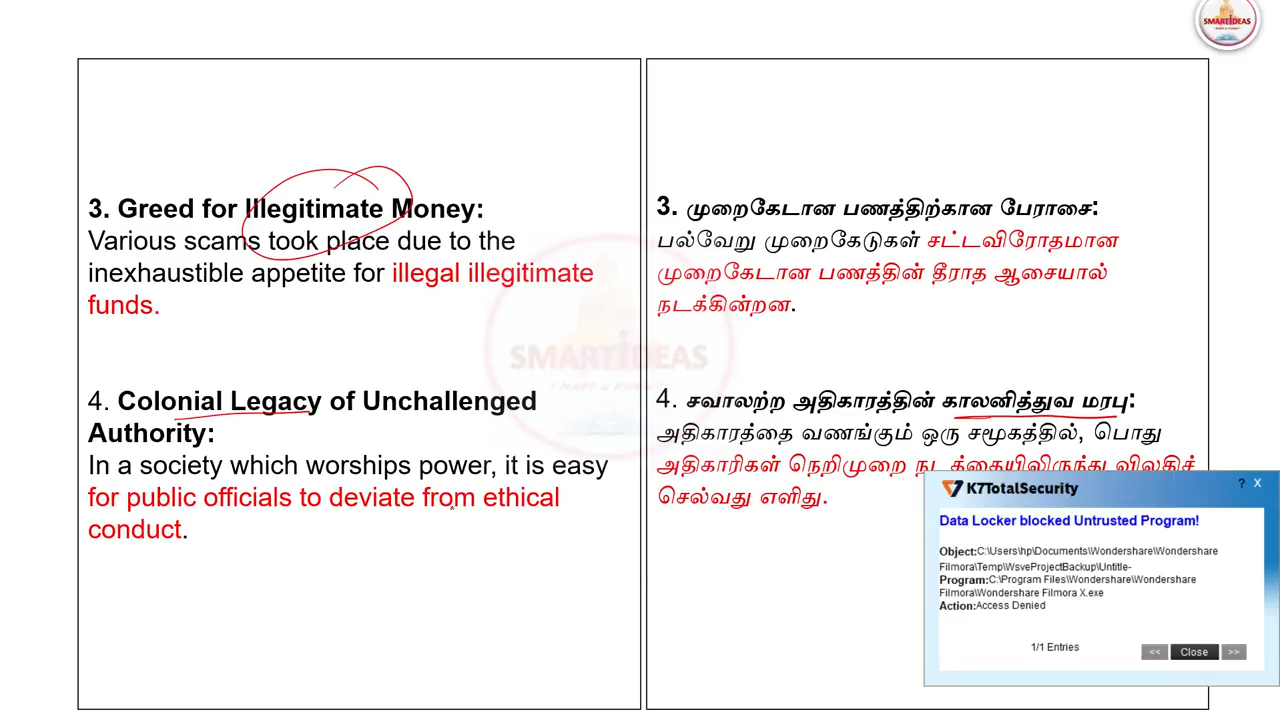 SMARTIDEAS
3. Greed for Illegitimate Money:
Various scams took place due to the
inexhaustible appetite for illegal illegitimate
funds.
4. Colonial Legacy of Unchallenged
Authority:
In a society which worships power, it is easy
for public officials to deviate from ethical
conduct.
3. முறைகேடான பணத்திற்கான பேராசை:
பல்வேறு முறைகேடுகள் சட்டவிரோதமான
முறைகேடான பணத்தின் தீராத ஆசையால்
நடக்கின்றன.
4. சவாலற்ற அதிகாரத்தின் காலனித்துவ மரபு:
அதிகாரத்தை வணங்கும் ஒரு சமூகத்தில், பொது
அதிகாரிகள் நெறிமுறை நடத்தையிலிருந்து விலகிச்
செல்வது எளிது.
SMARTIDEAS
K7TotalSecurity
? X
Data Locker blocked Untrusted Program!
Object:C:\Users\hp\Documents\Wondershare\Wondershare
Filmora\Temp\WsveProjectBackup\Untitle-
Program:C:\Program Files\Wondershare\Wondershare
Filmora\Wondershare Filmora X.exe
Action:Access Denied
1/1 Entries
<< Close >>